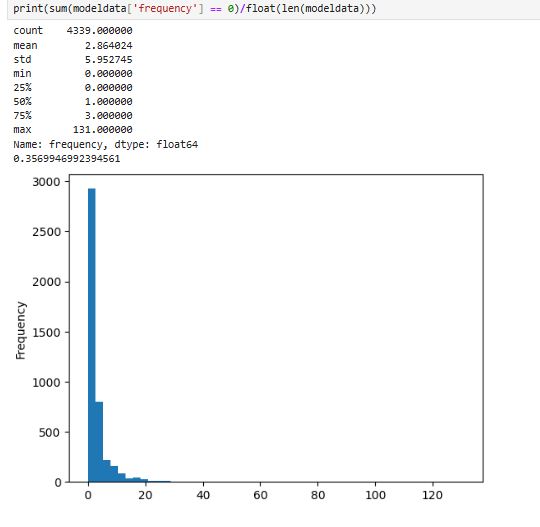 print(sum(modeldata['frequency'] == 0)/float(len(modeldata)))
count    4339.000000
mean        2.864024
std         5.952745
min         0.000000
25%         0.000000
50%         1.000000
75%         3.000000
max       131.000000
Name: frequency, dtype: float64
0.3569946992394561
3000
2500
2000
1500
1000
500
0
Frequency
0 20 40 60 80 100 120